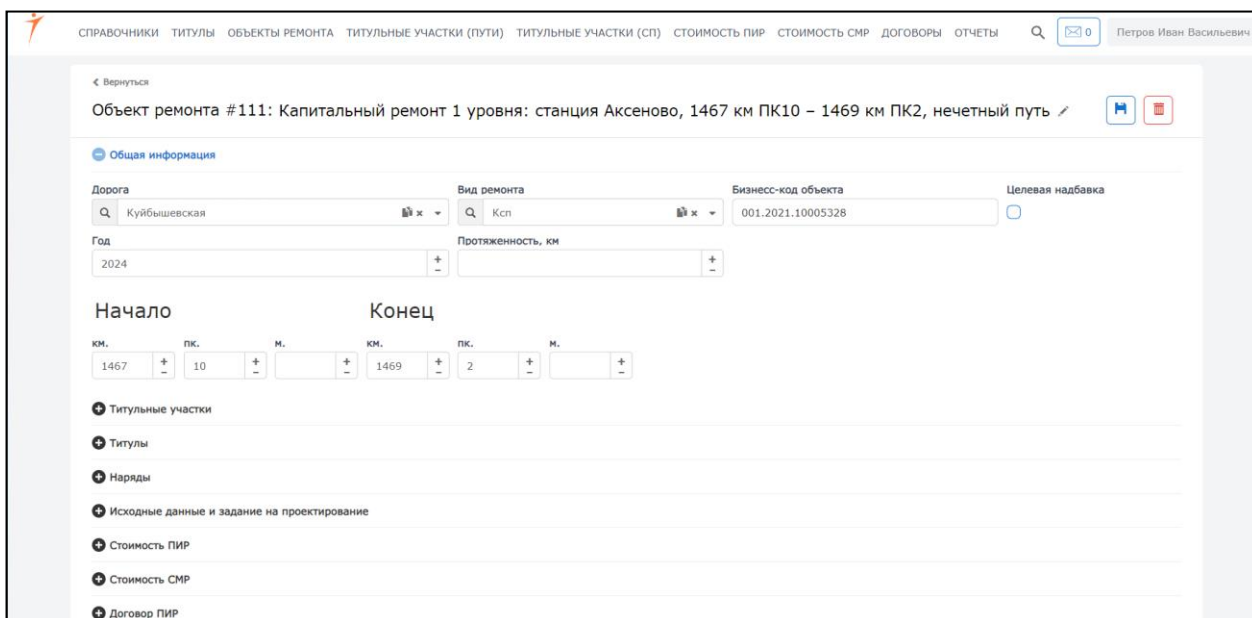 СПРАВОЧНИКИ ТИТУЛЫ ОБЪЕКТЫ РЕМОНТА ТИТУЛЬНЫЕ УЧАСТКИ (ПУТИ) ТИТУЛЬНЫЕ УЧАСТКИ (СП) СТОИМОСТЬ ПИР СТОИМОСТЬ СМР ДОГОВОРЫ ОТЧЕТЫ 0 Петров Иван Васильевич
Вернуться
Объект ремонта #111: Капитальный ремонт 1 уровня: станция Аксеново, 1467 км ПК10 – 1469 км ПК2, нечетный путь
Общая информация
Дорога Вид ремонта Бизнесс-код объекта Целевая надбавка
Куйбышевская Ксп 001.2021.10005328
Год Протяженность, км
2024
Начало Конец
км. пк. м. км. пк. м.
1467 10 1469 2
Титульные участки
Титулы
Наряды
Исходные данные и задание на проектирование
Стоимость ПИР
Стоимость СМР
Договор ПИР